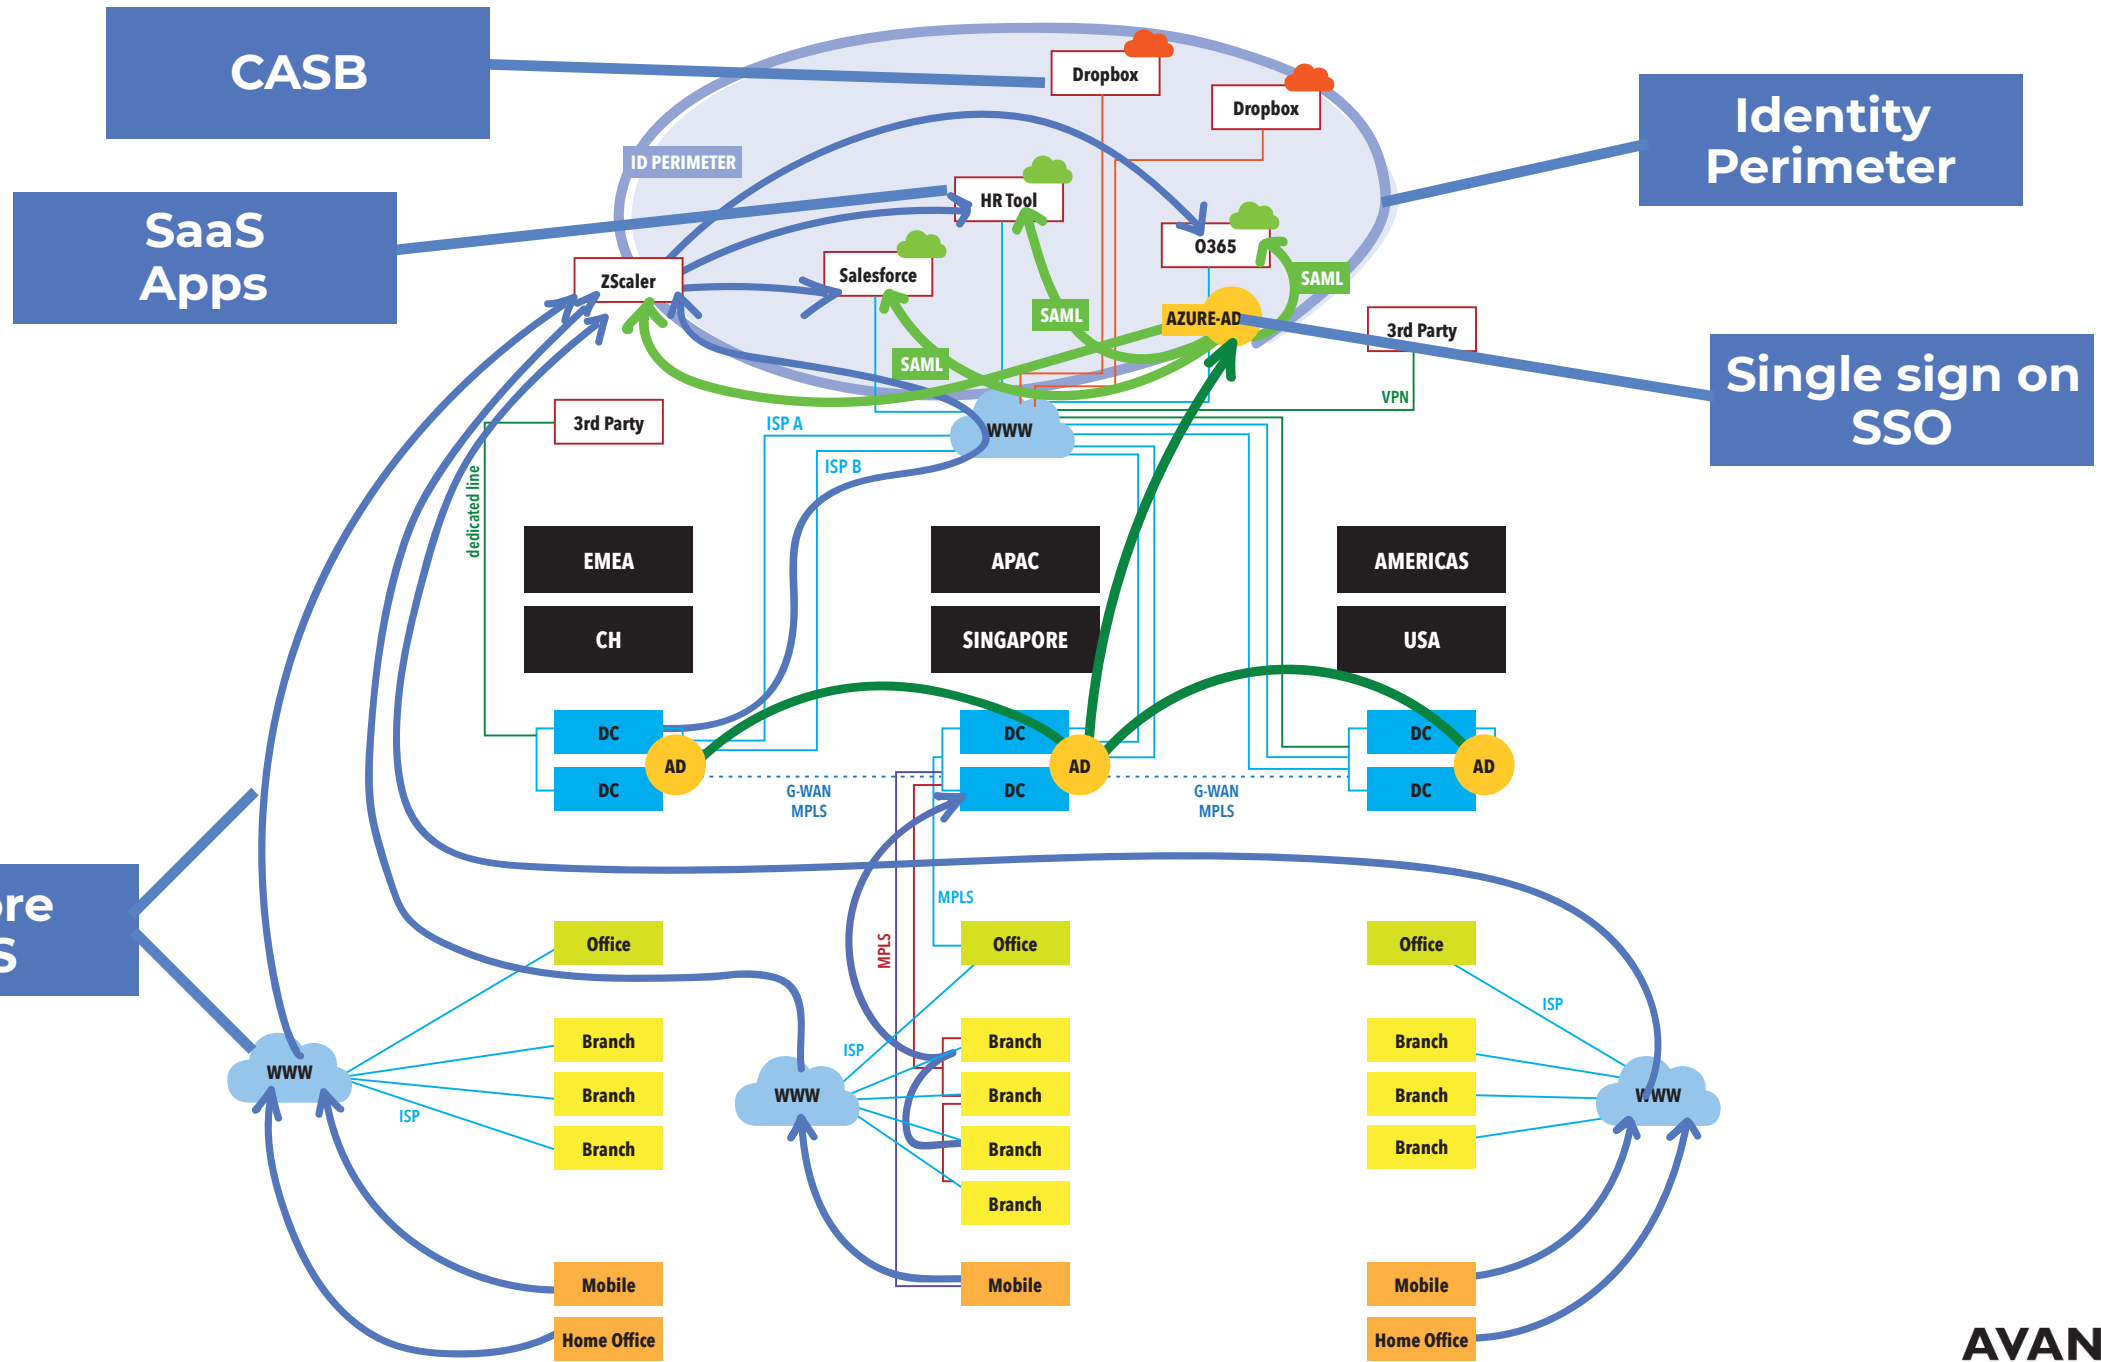 CASB
Dropbox
Dropbox
Identity
Perimeter
ID PERIMETER
HR Tool
SaaS
Apps
O365
ZScaler
Salesforce
SAML
SAML
AZURE-AD
3rd Party
SAML
Single sign on
SSO
VPN
3rd Party
ISP A
WWW
ISP B
dedicated line
EMEA
APAC
AMERICAS
CH
SINGAPORE
USA
DC
DC
DC
AD
AD
AD
DC
DC
DC
G-WAN
MPLS
G-WAN
MPLS
MPLS
re
S
MPLS
Office
Office
Office
ISP
Branch
Branch
Branch
ISP
WWW
WWW
WWW
Branch
Branch
Branch
ISP
Branch
Branch
Branch
Branch
Mobile
Mobile
Mobile
Home Office
Home Office
AVAN